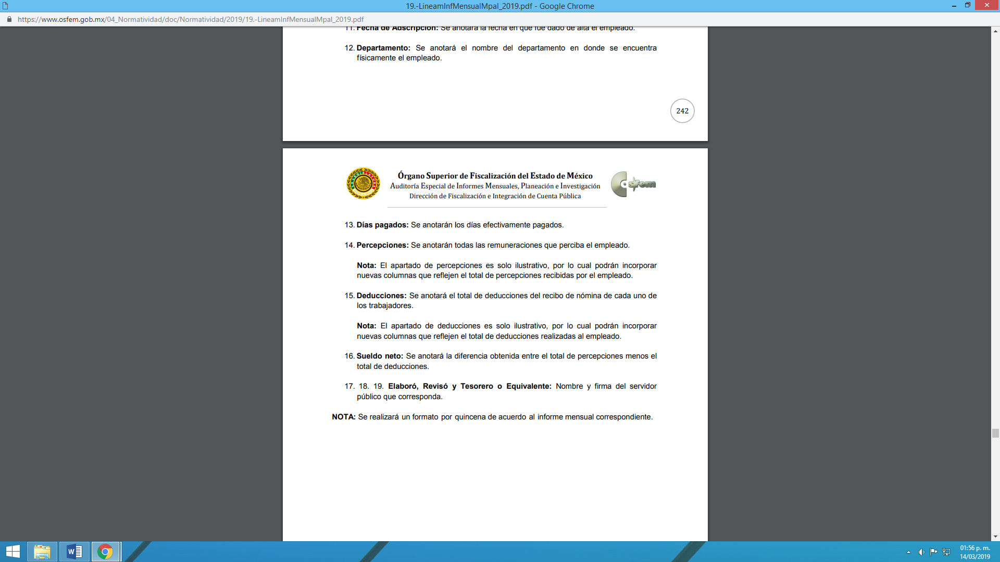 19.-LineamInfMensualMpal_2019.pdf - Google Chrome
https://www.osfem.gob.mx/04_Normatividad/doc/Normatividad/2019/19.-LineamInfMensualMpal_2019.pdf
11. Fecha de Adscripción: Se anotará la fecha en que fue dado de alta el empleado.
12. Departamento: Se anotará el nombre del departamento en donde se encuentra
físicamente el empleado.
242
Órgano Superior de Fiscalización del Estado de México
Auditoría Especial de Informes Mensuales, Planeación e Investigación
Dirección de Fiscalización e Integración de Cuenta Pública
osfem
13. Días pagados: Se anotarán los días efectivamente pagados.
14. Percepciones: Se anotarán todas las remuneraciones que perciba el empleado.
Nota: El apartado de percepciones es solo ilustrativo, por lo cual podrán incorporar
nuevas columnas que reflejen el total de percepciones recibidas por el empleado.
15. Deducciones: Se anotará el total de deducciones del recibo de nómina de cada uno de
los trabajadores.
Nota: El apartado de deducciones es solo ilustrativo, por lo cual podrán incorporar
nuevas columnas que reflejen el total de deducciones realizadas al empleado.
16. Sueldo neto: Se anotará la diferencia obtenida entre el total de percepciones menos el
total de deducciones.
17. 18. 19. Elaboró, Revisó y Tesorero o Equivalente: Nombre y firma del servidor
público que corresponda.
NOTA: Se realizará un formato por quincena de acuerdo al informe mensual correspondiente.
01:56 p. m.
14/03/2019